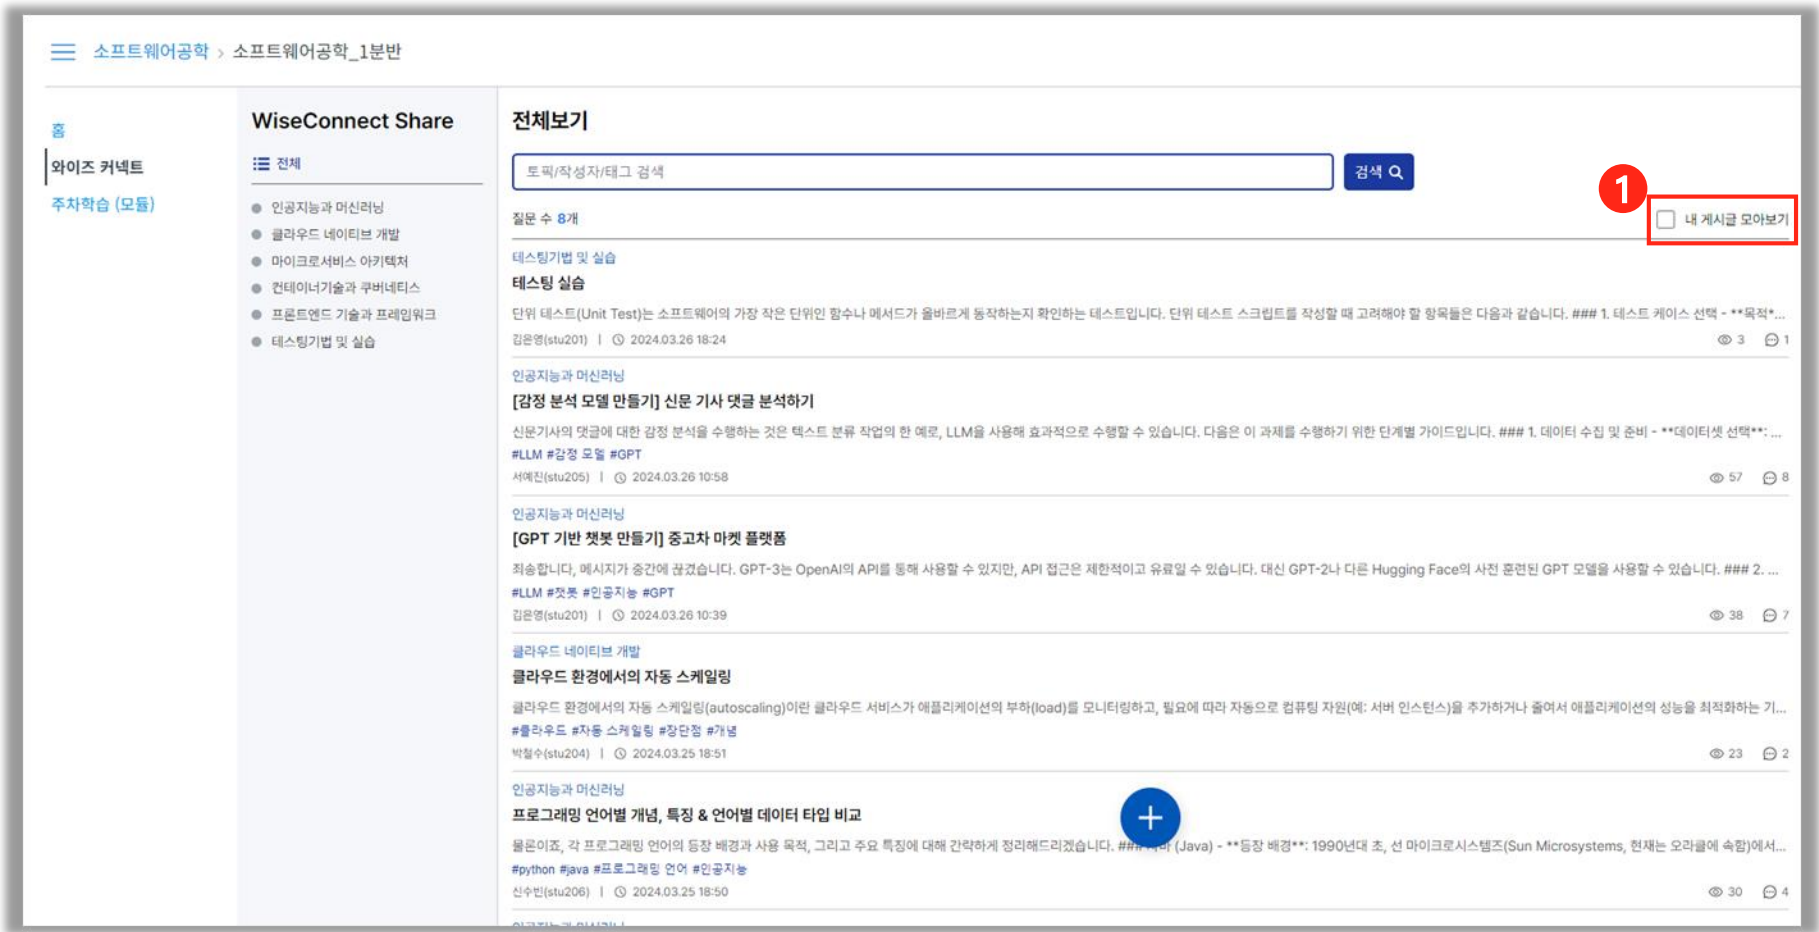 소프트웨어공학 > 소프트웨어공학_1분반
홈
와이즈 커넥트
주차학습 (모듈)
WiseConnect Share
전체
인공지능과 머신러닝
클라우드 네이티브 개발
마이크로서비스 아키텍처
컨테이너기술과 쿠버네티스
프론트엔드 기술과 프레임워크
테스팅기법 및 실습
전체보기
토픽/작성자/태그 검색
검색
1
질문 수 8개
내 게시글 모아보기
테스팅기법 및 실습
테스팅 실습
단위 테스트(Unit Test)는 소프트웨어의 가장 작은 단위인 함수나 메서드가 올바르게 동작하는지 확인하는 테스트입니다. 단위 테스트 스크립트를 작성할 때 고려해야 할 항목들은 다음과 같습니다. ### 1. 테스트 케이스 선택 - **목적*...
김은영(stu201) | 2024.03.26 18:24
3 1
인공지능과 머신러닝
[감정 분석 모델 만들기] 신문 기사 댓글 분석하기
신문기사의 댓글에 대한 감정 분석을 수행하는 것은 텍스트 분류 작업의 한 예로, LLM을 사용해 효과적으로 수행할 수 있습니다. 다음은 이 과제를 수행하기 위한 단계별 가이드입니다. ### 1. 데이터 수집 및 준비 - **데이터셋 선택**: ...
#LLM #감정 모델 #GPT
서예진(stu205) | 2024.03.26 10:58
57 8
인공지능과 머신러닝
[GPT 기반 챗봇 만들기] 중고차 마켓 플랫폼
죄송합니다, 메시지가 중간에 끊겼습니다. GPT-3는 OpenAI의 API를 통해 사용할 수 있지만, API 접근은 제한적이고 유료일 수 있습니다. 대신 GPT-2나 다른 Hugging Face의 사전 훈련된 GPT 모델을 사용할 수 있습니다. ### 2. ...
#LLM #챗봇 #인공지능 #GPT
김은영(stu201) | 2024.03.26 10:39
38 7
클라우드 네이티브 개발
클라우드 환경에서의 자동 스케일링
클라우드 환경에서의 자동 스케일링(autoscaling)이란 클라우드 서비스가 애플리케이션의 부하(load)를 모니터링하고, 필요에 따라 자동으로 컴퓨팅 자원(예: 서버 인스턴스)을 추가하거나 줄여서 애플리케이션의 성능을 최적화하는 기...
#클라우드 #자동 스케일링 #장단점 #개념
박철수(stu204) | 2024.03.25 18:51
23 2
인공지능과 머신러닝
프로그래밍 언어별 개념, 특징 & 언어별 데이터 타입 비교
물론이죠, 각 프로그래밍 언어의 등장 배경과 사용 목적, 그리고 주요 특징에 대해 간략하게 정리해드리겠습니다. ### (Java) - **등장 배경**: 1990년대 초, 선 마이크로시스템즈(Sun Microsystems, 현재는 오라클에 속함)에서...
#python #java #프로그래밍 언어 #인공지능
신수빈(stu206) | 2024.03.25 18:50
30 4